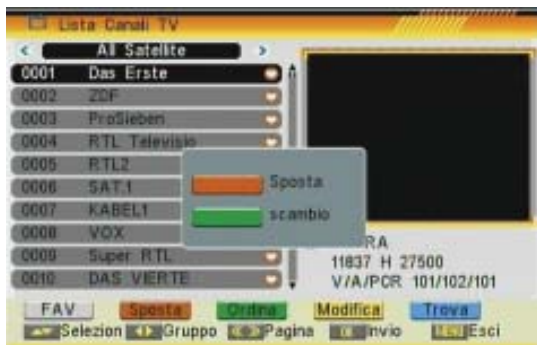 Lista Canali TV
All Satellite
0001 Das Erste
0002 ZDF
0003 ProSieben
0004 RTL Televisio
0005 RTL2
0006 SAT.1
0007 KABEL1
0008 VOX
0009 Super RTL
0010 DAS VIERTE
Sposta
scambio
RA
11837 H 27500
V/A/PCR 101/102/101
FAV Sposta Ordina Modifica Trova
Selezion Gruppo Pagina Invio Esci